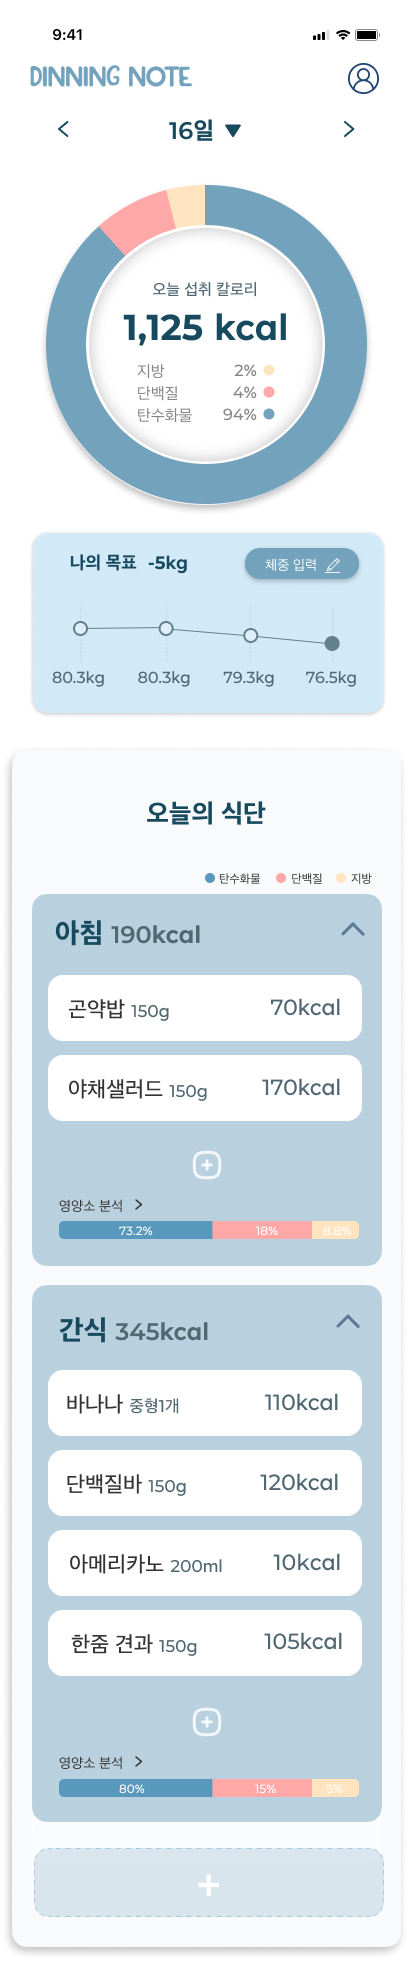 9:41
DINNING NOTE
16일 ▼
오늘 섭취 칼로리
1,125 kcal
지방 2%
단백질 4%
탄수화물 94%
나의 목표 -5kg 체중 입력
80.3kg 80.3kg 79.3kg 76.5kg
오늘의 식단
탄수화물 단백질 지방
아침 190kcal
곤약밥 150g 70kcal
야채샐러드 150g 170kcal
영양소 분석 >
73.2% 18% 8.8%
간식 345kcal
바나나 중형1개 110kcal
단백질바 150g 120kcal
아메리카노 200ml 10kcal
한줌 견과 150g 105kcal
영양소 분석 >
80% 15% 5%